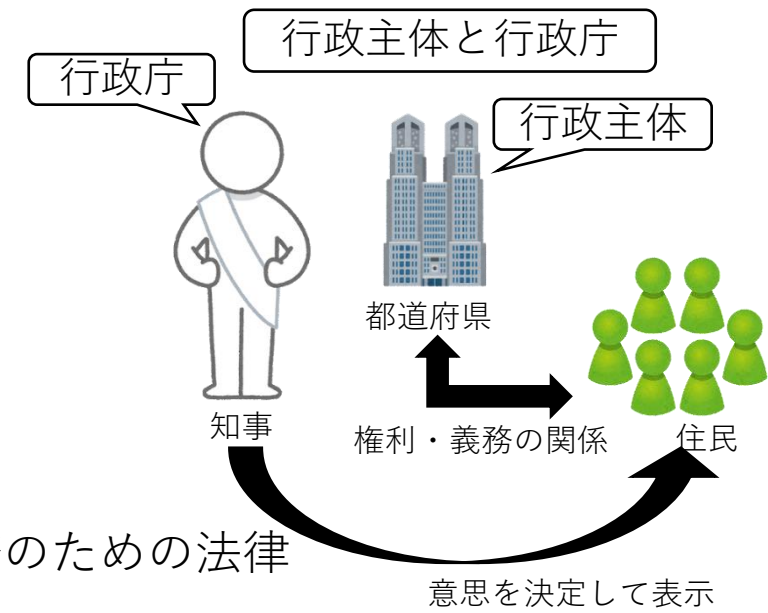 行政主体と行政庁
行政庁
行政主体
都道府県
知事
権利・義務の関係
住民
のための法律
意思を決定して表示